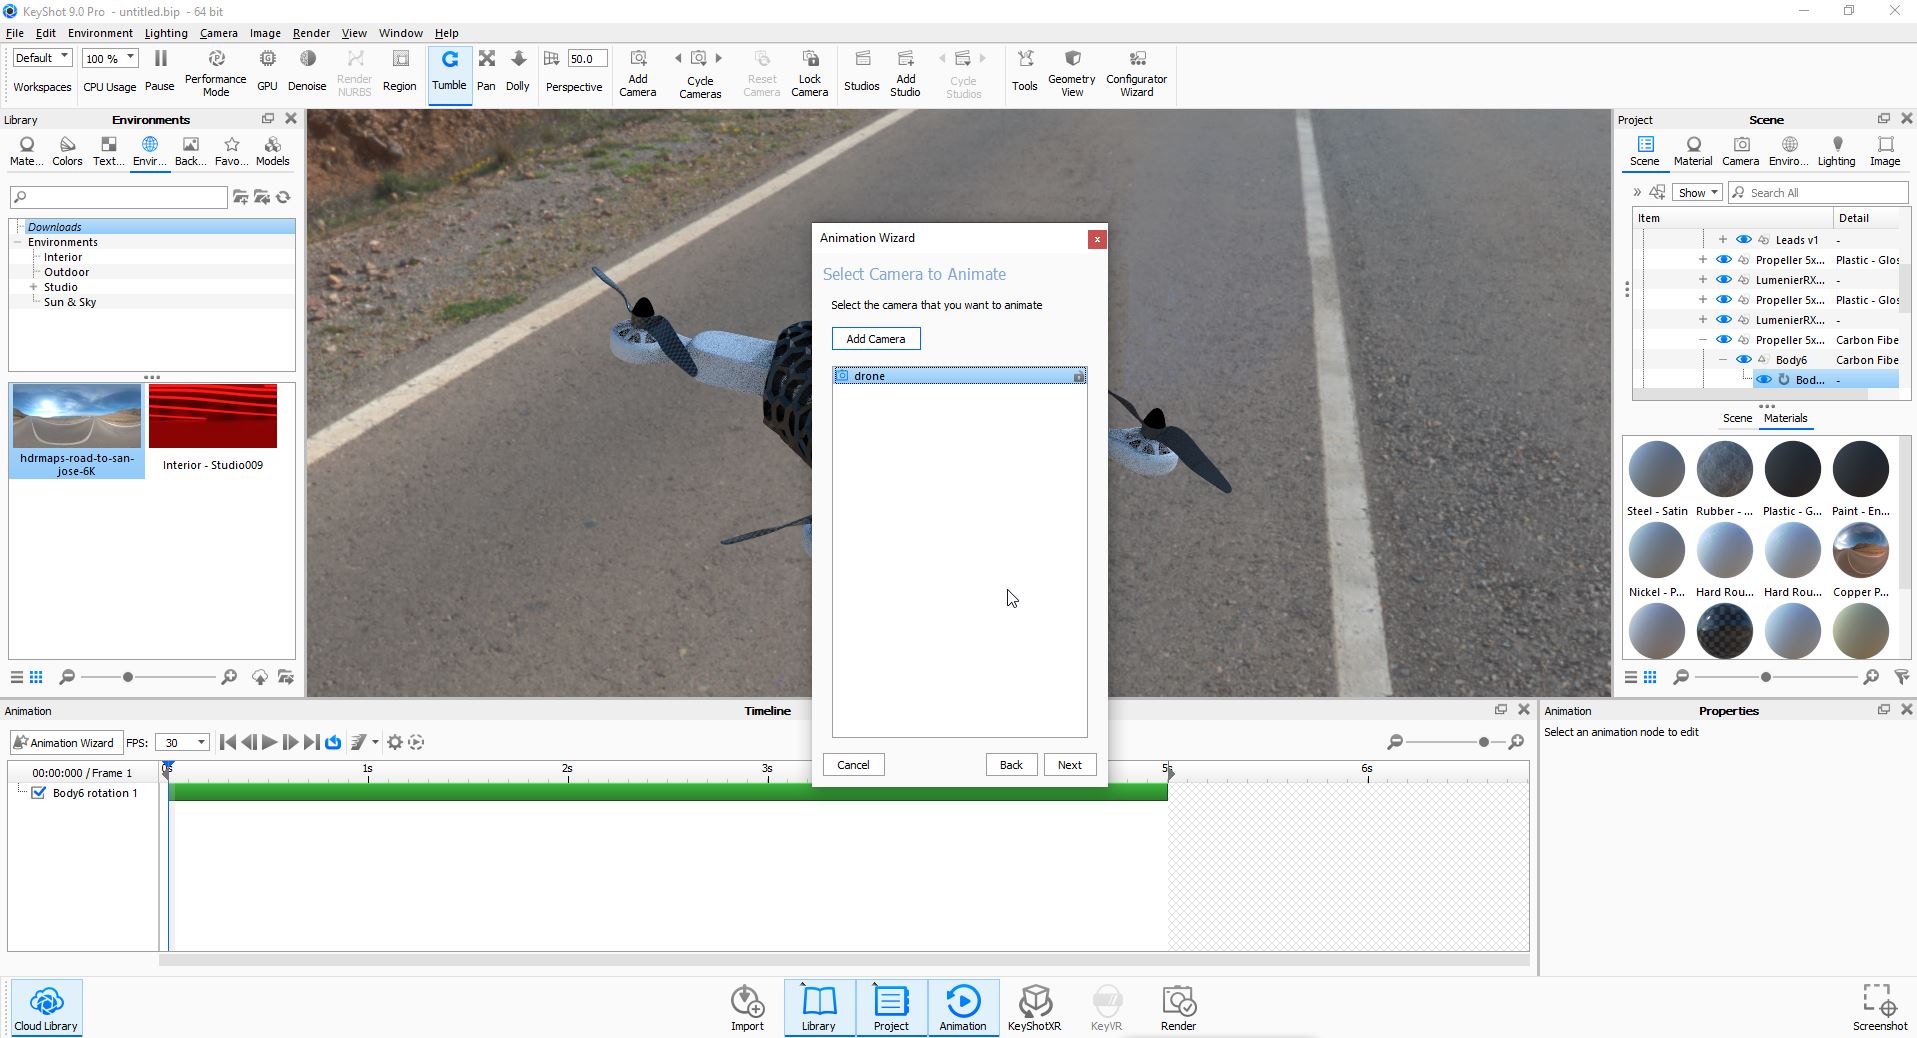 KeyShot 9.0 Pro - untitled.bip - 64 bit
File Edit Environment Lighting Camera Image Render View Window Help
Default 100 % 50.0
Workspaces CPU Usage Pause Performance Mode GPU Denoise Render NURBS Region Tumble Pan Dolly Perspective Add Camera Cycle Cameras Reset Camera Lock Camera Studios Add Studio Cycle Studios Tools Geometry View Configurator Wizard
Library Environments
Mate... Colors Text... Envir... Back... Favo... Models
Downloads
Environments
Interior
Outdoor
Studio
Sun & Sky
hdrmaps-road-to-san-jose-6K
Interior - Studio009
Animation Wizard
x
Select Camera to Animate
Select the camera that you want to animate
Add Camera
drone
Cancel Back Next
Project Scene
Scene Material Camera Enviro... Lighting Image
» Show Search All
Item Detail
Leads v1 -
Propeller 5x... Plastic - Glos
LumenierRX... -
Propeller 5x... Plastic - Glos
LumenierRX... -
Propeller 5x... Carbon Fibe
Body6 Carbon Fibe
Bod... -
Scene Materials
Steel - Satin Rubber - ... Plastic - G... Paint - En...
Nickel - P... Hard Rou... Hard Rou... Copper P...
Animation Timeline
Animation Wizard FPS: 30
00:00:000 / Frame 1 0s 1s 2s 3s 5s 6s
Body6 rotation 1
Animation Properties
Select an animation node to edit
Cloud Library Import Library Project Animation KeyShotXR KeyVR Render Screenshot